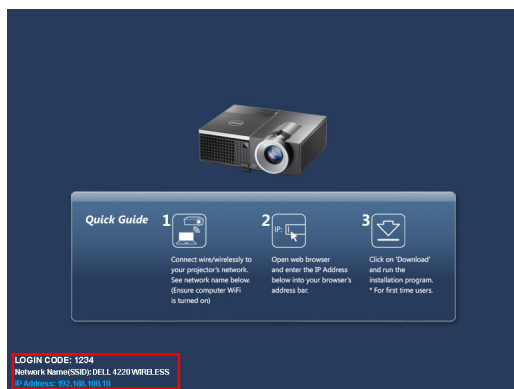 Quick Guide
1
2
IP:
3
Connect wire/wirelessly to
your projector's network.
See network name below.
(Ensure computer WiFi
is turned on)
Open web browser
and enter the IP Address
below into your browser's
address bar.
Click on 'Download'
and run the
installation program.
* For first time users.
LOGIN CODE: 1234
Network Name(SSID): DELL 4220 WIRELESS
IP Address: 192.168.100.10